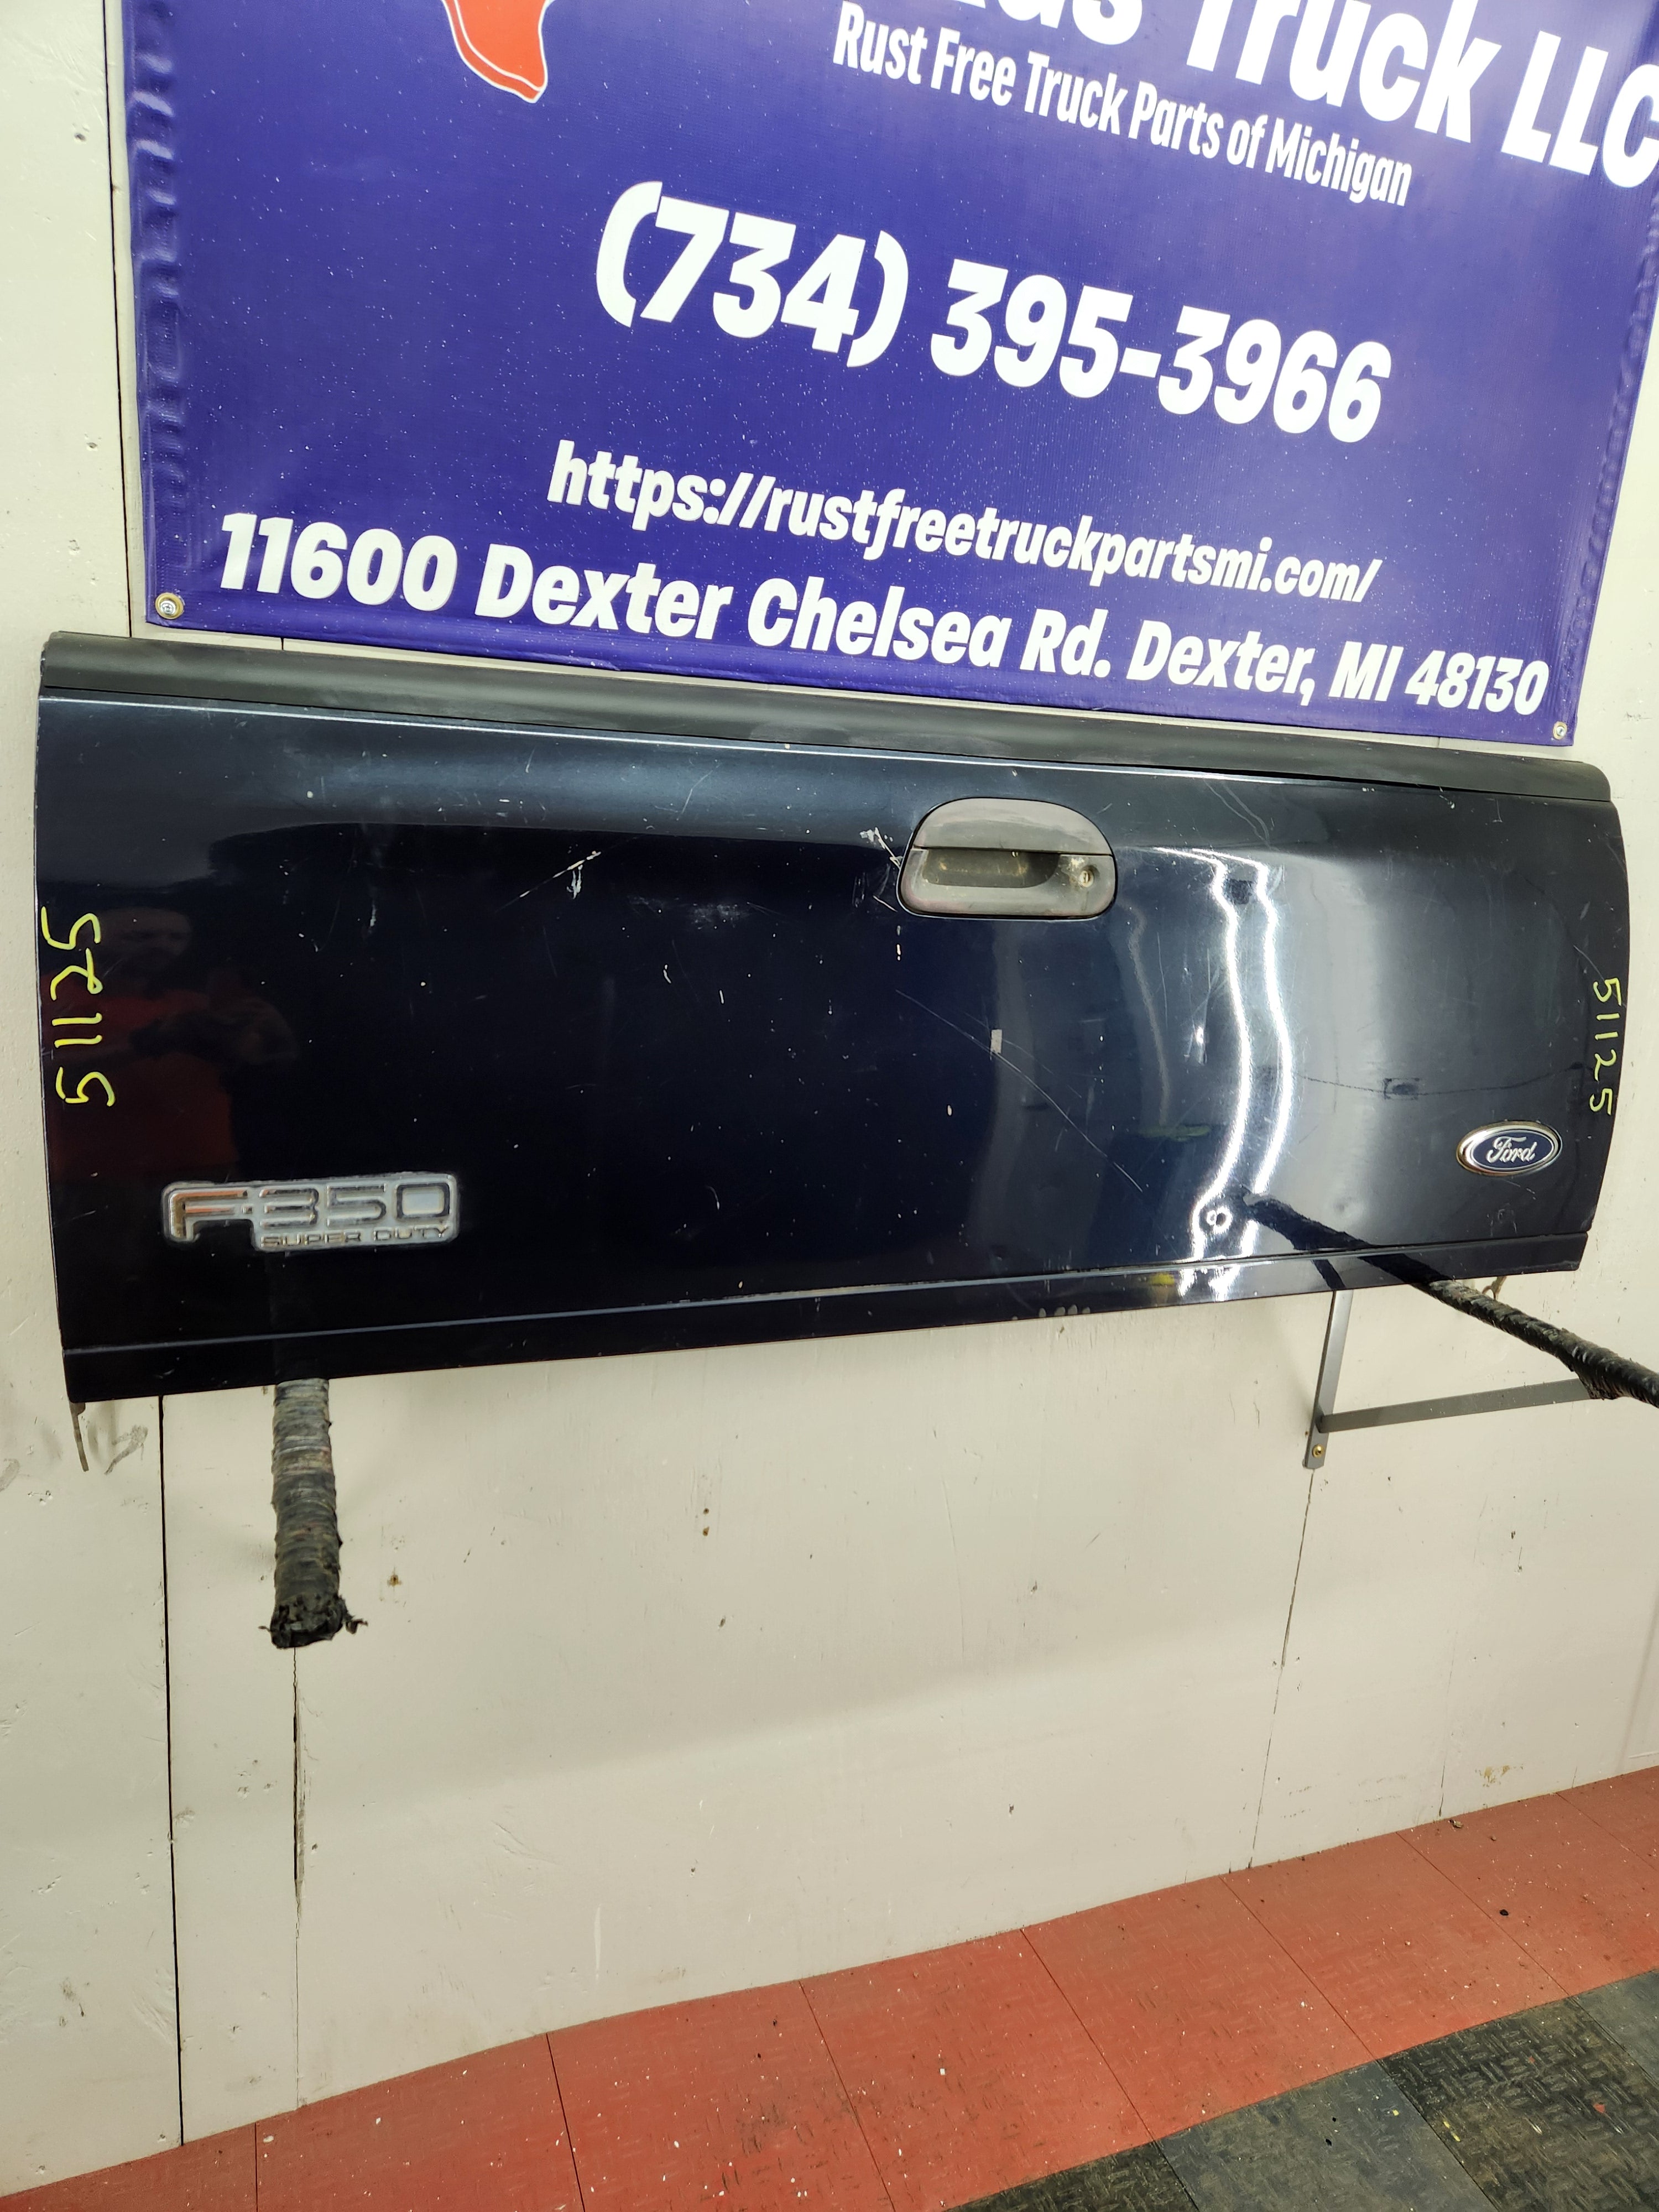 Truck LLC
Rust Free Truck Parts of Michigan
(734) 395-3966
https://rustfreetruckpartsmi.com/
11600 Dexter Chelsea Rd. Dexter, MI 48130
51125
51125
Ford
F-350
SUPER DUTY